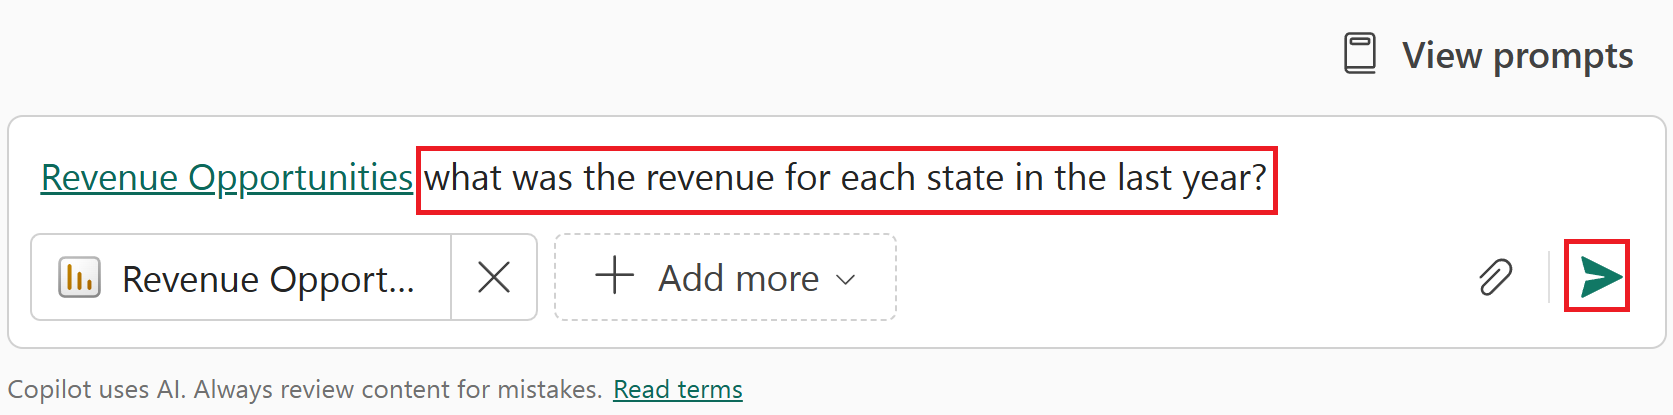 View prompts
Revenue Opportunities what was the revenue for each state in the last year?
Revenue Opport...
Add more
Copilot uses AI. Always review content for mistakes. Read terms